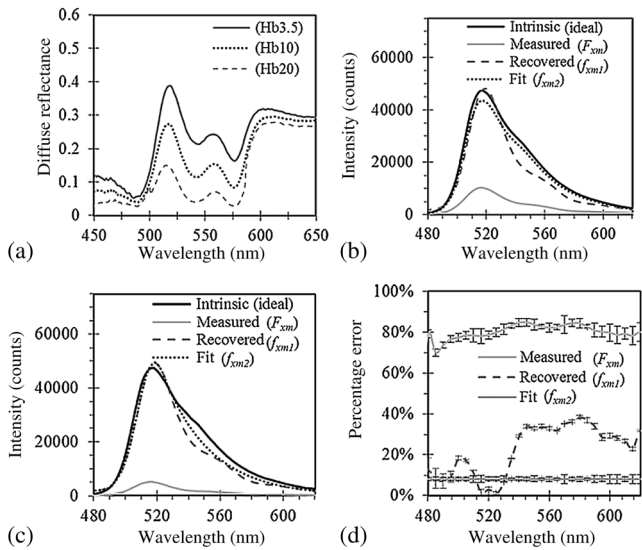 0.6
0.5
0.4
0.3
0.2
0.1
0
450 500 550 600 650
Diffuse reflectance
Wavelength (nm)
(Hb3.5)
(Hb10)
(Hb20)
(a)
60000
40000
20000
0
480 520 560 600
Intensity (counts)
Wavelength (nm)
Intrinsic (ideal)
Measured (Fxm)
Recovered (fxm1)
Fit (fxm2)
(b)
60000
40000
20000
0
480 520 560 600
Intensity (counts)
Wavelength (nm)
Intrinsic (ideal)
Measured (Fxm)
Recovered (fxm1)
Fit (fxm2)
(c)
100%
80%
60%
40%
20%
0%
480 520 560 600
Percentage error
Wavelength (nm)
Measured (Fxm)
Recovered (fxm1)
Fit (fxm2)
(d)